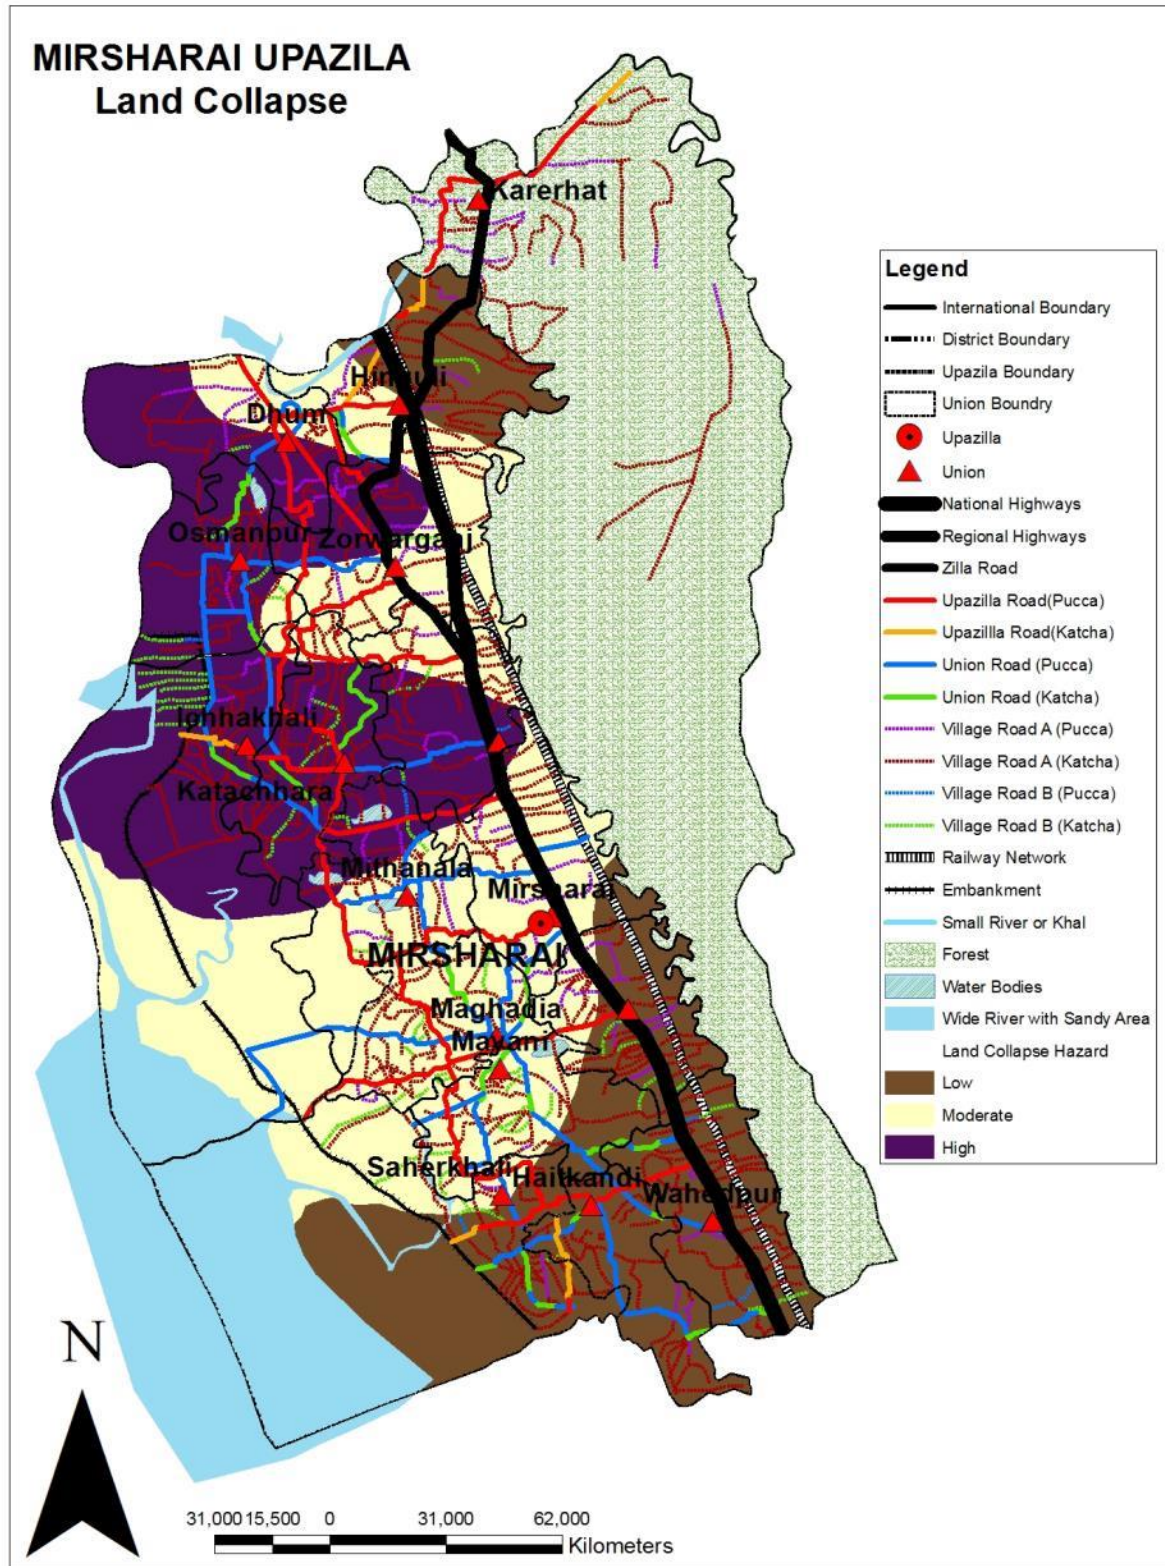 MIRSHARAI UPAZILA
Land Collapse
Karerhat
Hinguli
Dhum
Osmanpur
Zorwarganj
Ichhakhali
Katachhara
Mithanala
Mirsharai
MIRSHARAI
Maghadia
Mayani
Saherkhali
Haitkandi
Wahedpur
Legend
International Boundary
District Boundary
Upazila Boundary
Union Boundry
Upazilla
Union
National Highways
Regional Highways
Zilla Road
Upazilla Road(Pucca)
Upazillla Road(Katcha)
Union Road (Pucca)
Union Road (Katcha)
Village Road A (Pucca)
Village Road A (Katcha)
Village Road B (Pucca)
Village Road B (Katcha)
Railway Network
Embankment
Small River or Khal
Forest
Water Bodies
Wide River with Sandy Area
Land Collapse Hazard
Low
Moderate
High
N
31,000 15,500 0 31,000 62,000
Kilometers